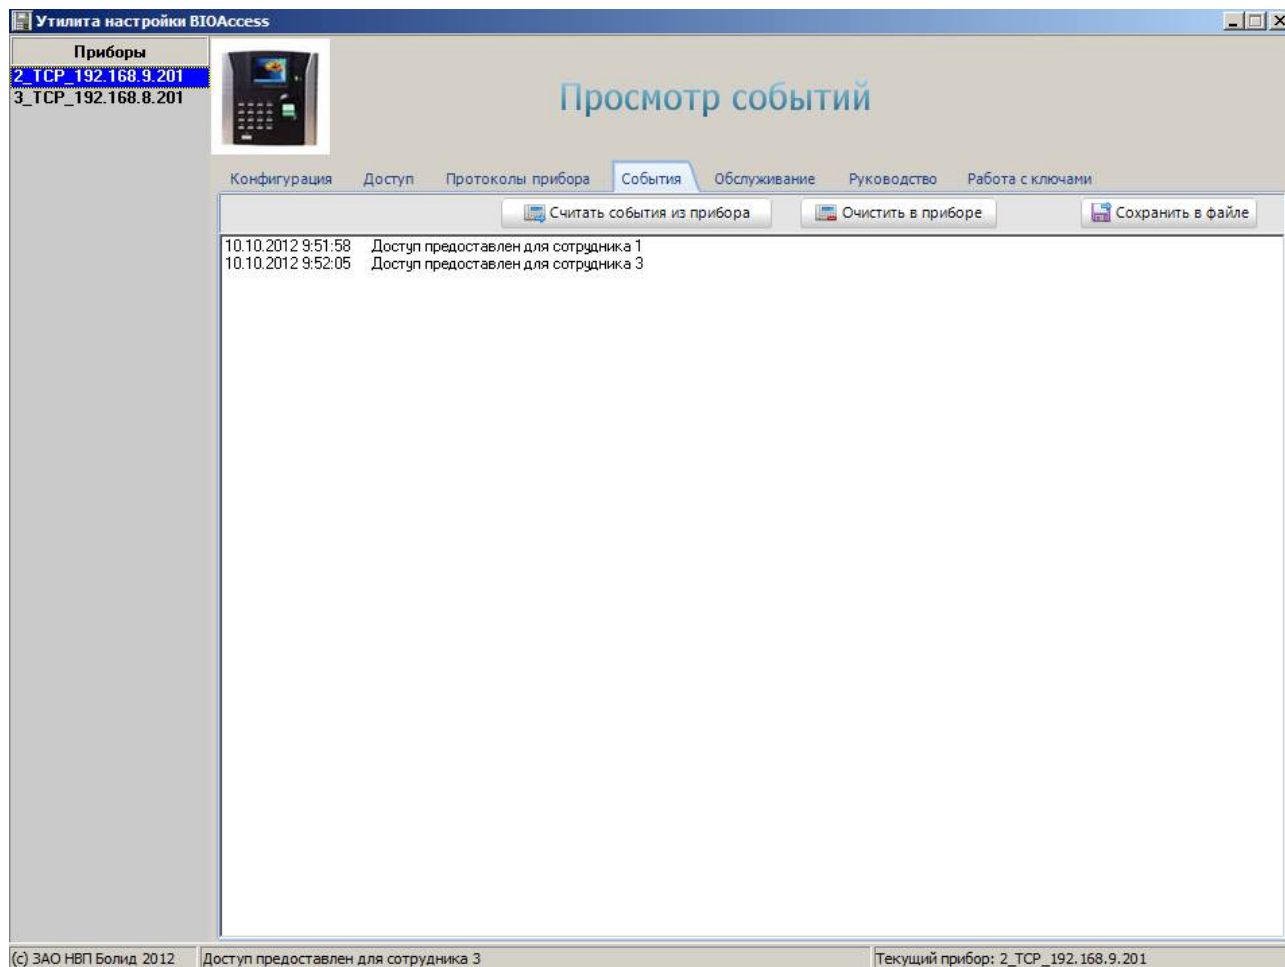 Утилита настройки BIOAccess
Приборы
2_TCP_192.168.9.201
3_TCP_192.168.8.201
Просмотр событий
Конфигурация Доступ Протоколы прибора События Обслуживание Руководство Работа с ключами
Считать события из прибора Очистить в приборе Сохранить в файле
10.10.2012 9:51:58 Доступ предоставлен для сотрудника 1
10.10.2012 9:52:05 Доступ предоставлен для сотрудника 3
(c) ЗАО НВП Болид 2012 Доступ предоставлен для сотрудника 3 Текущий прибор: 2_TCP_192.168.9.201